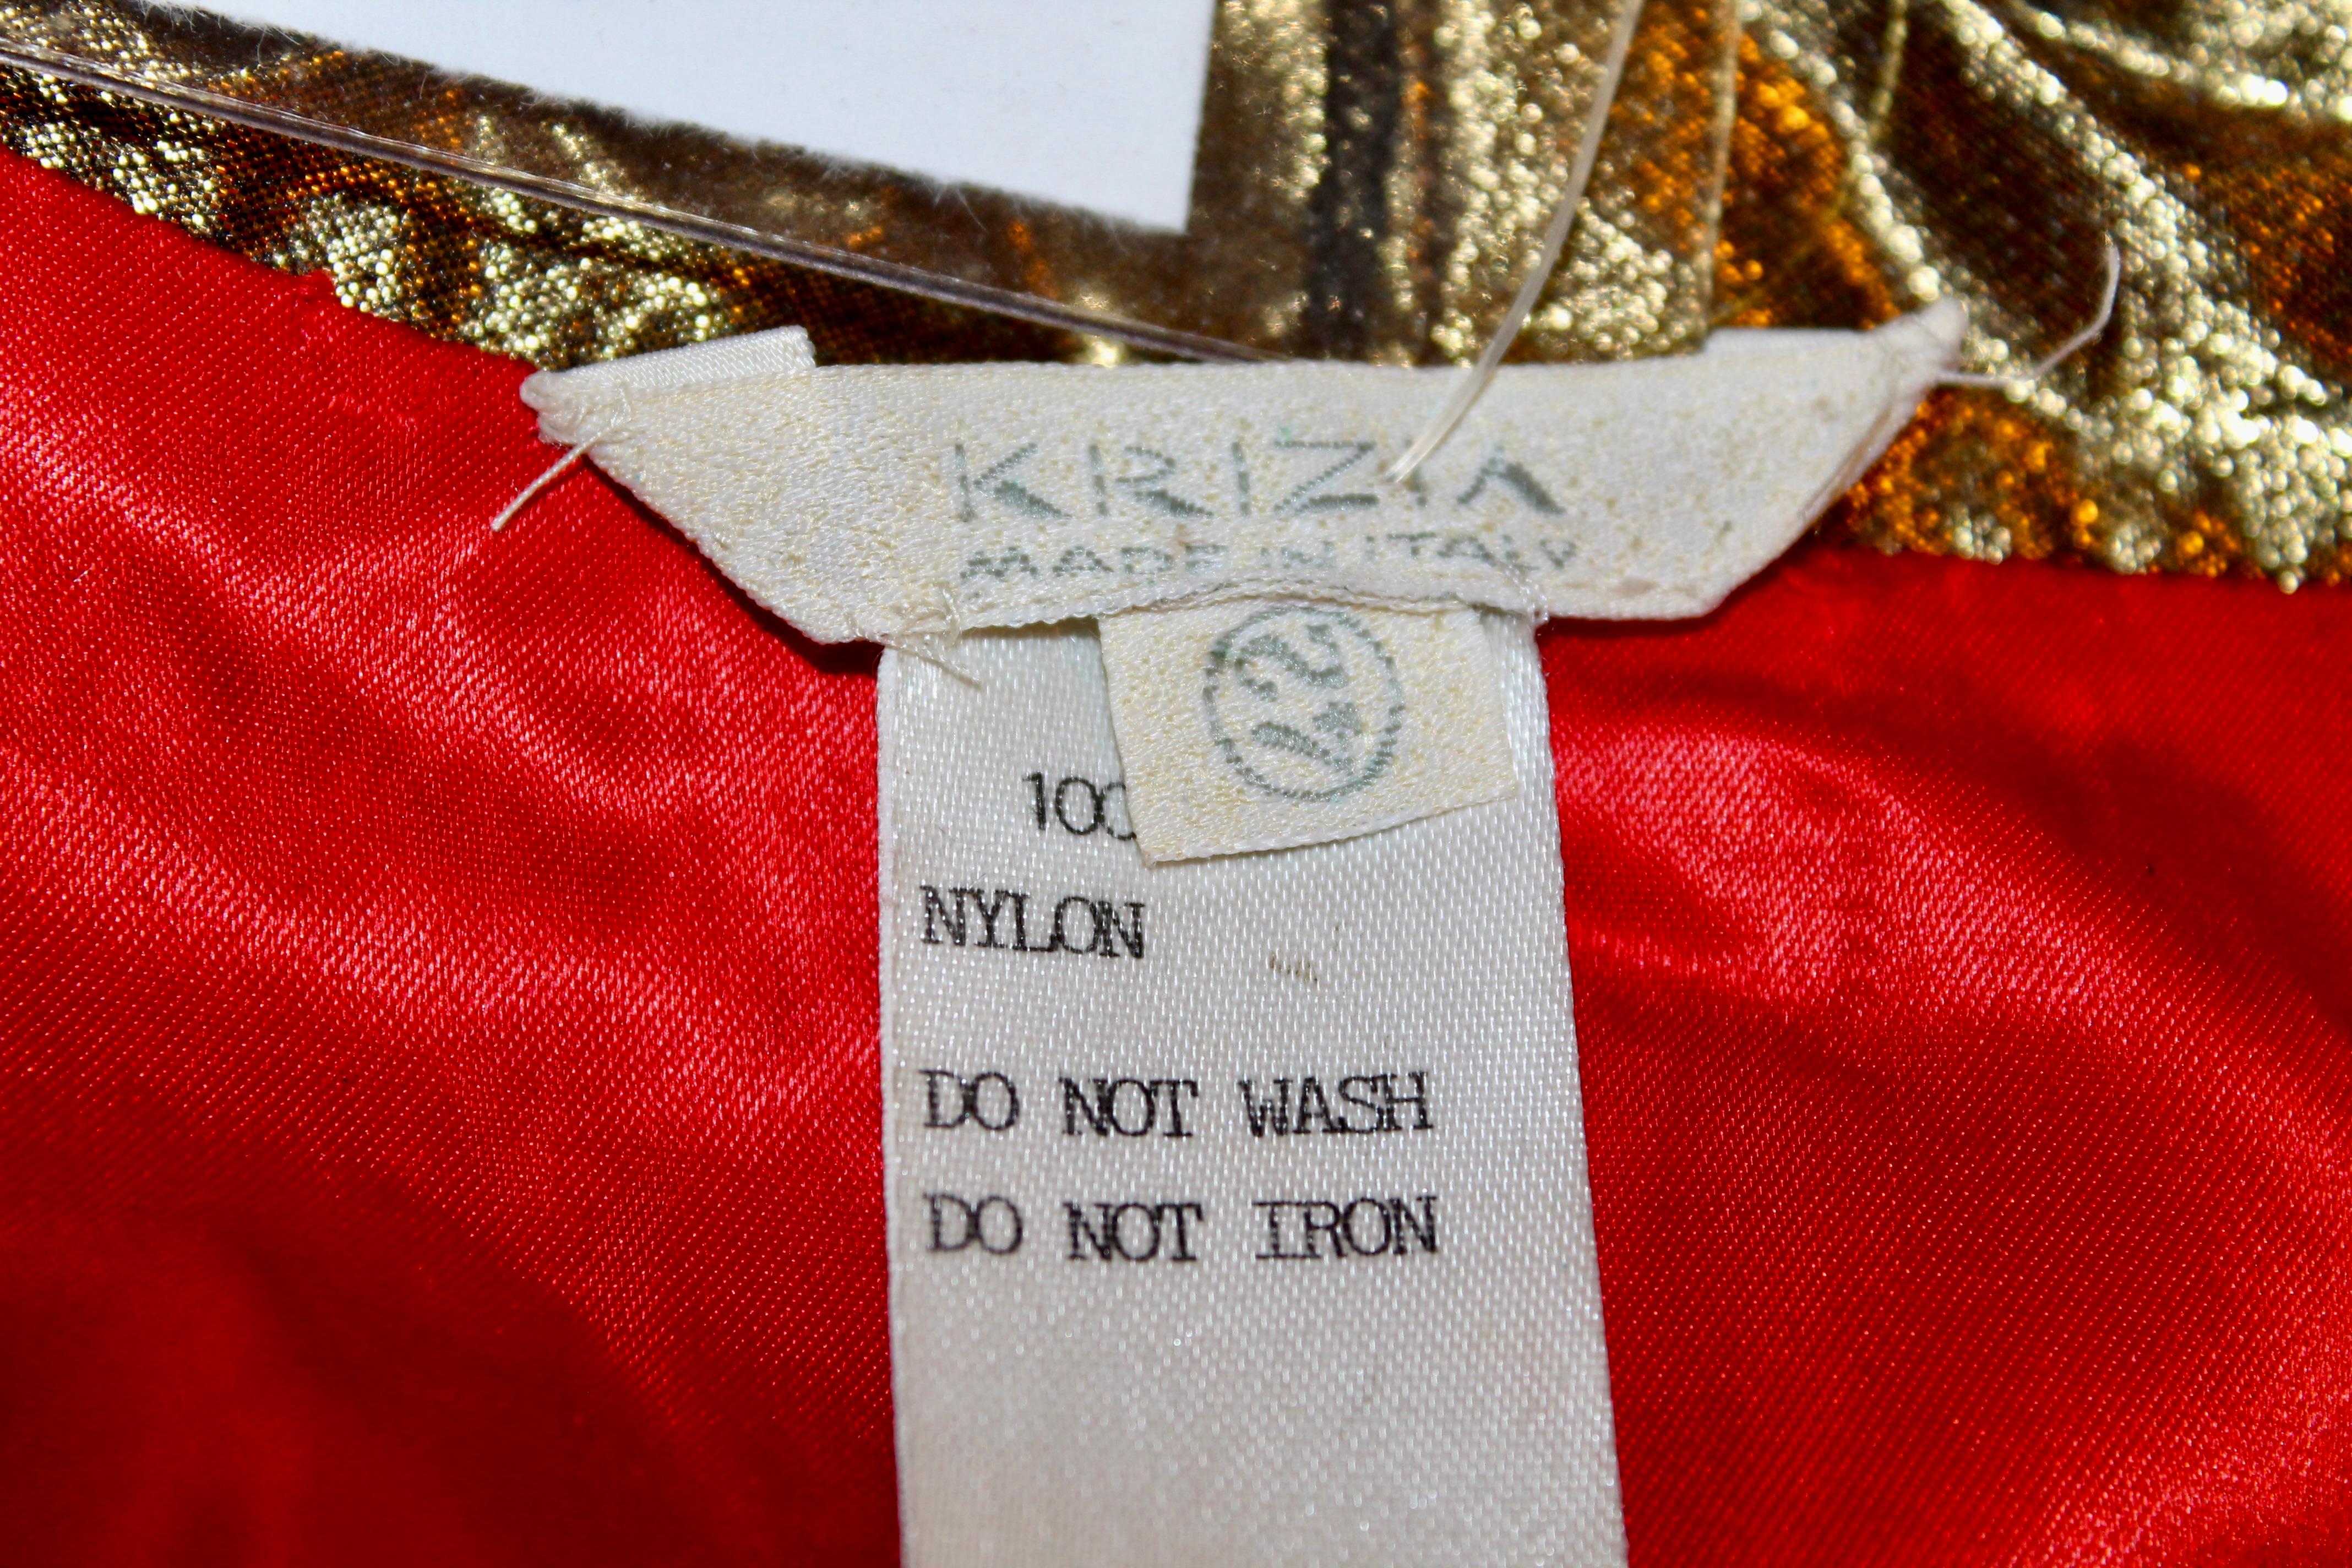 KRIZIA
MADE IN ITALY
42
100
NYLON
DO NOT WASH
DO NOT IRON